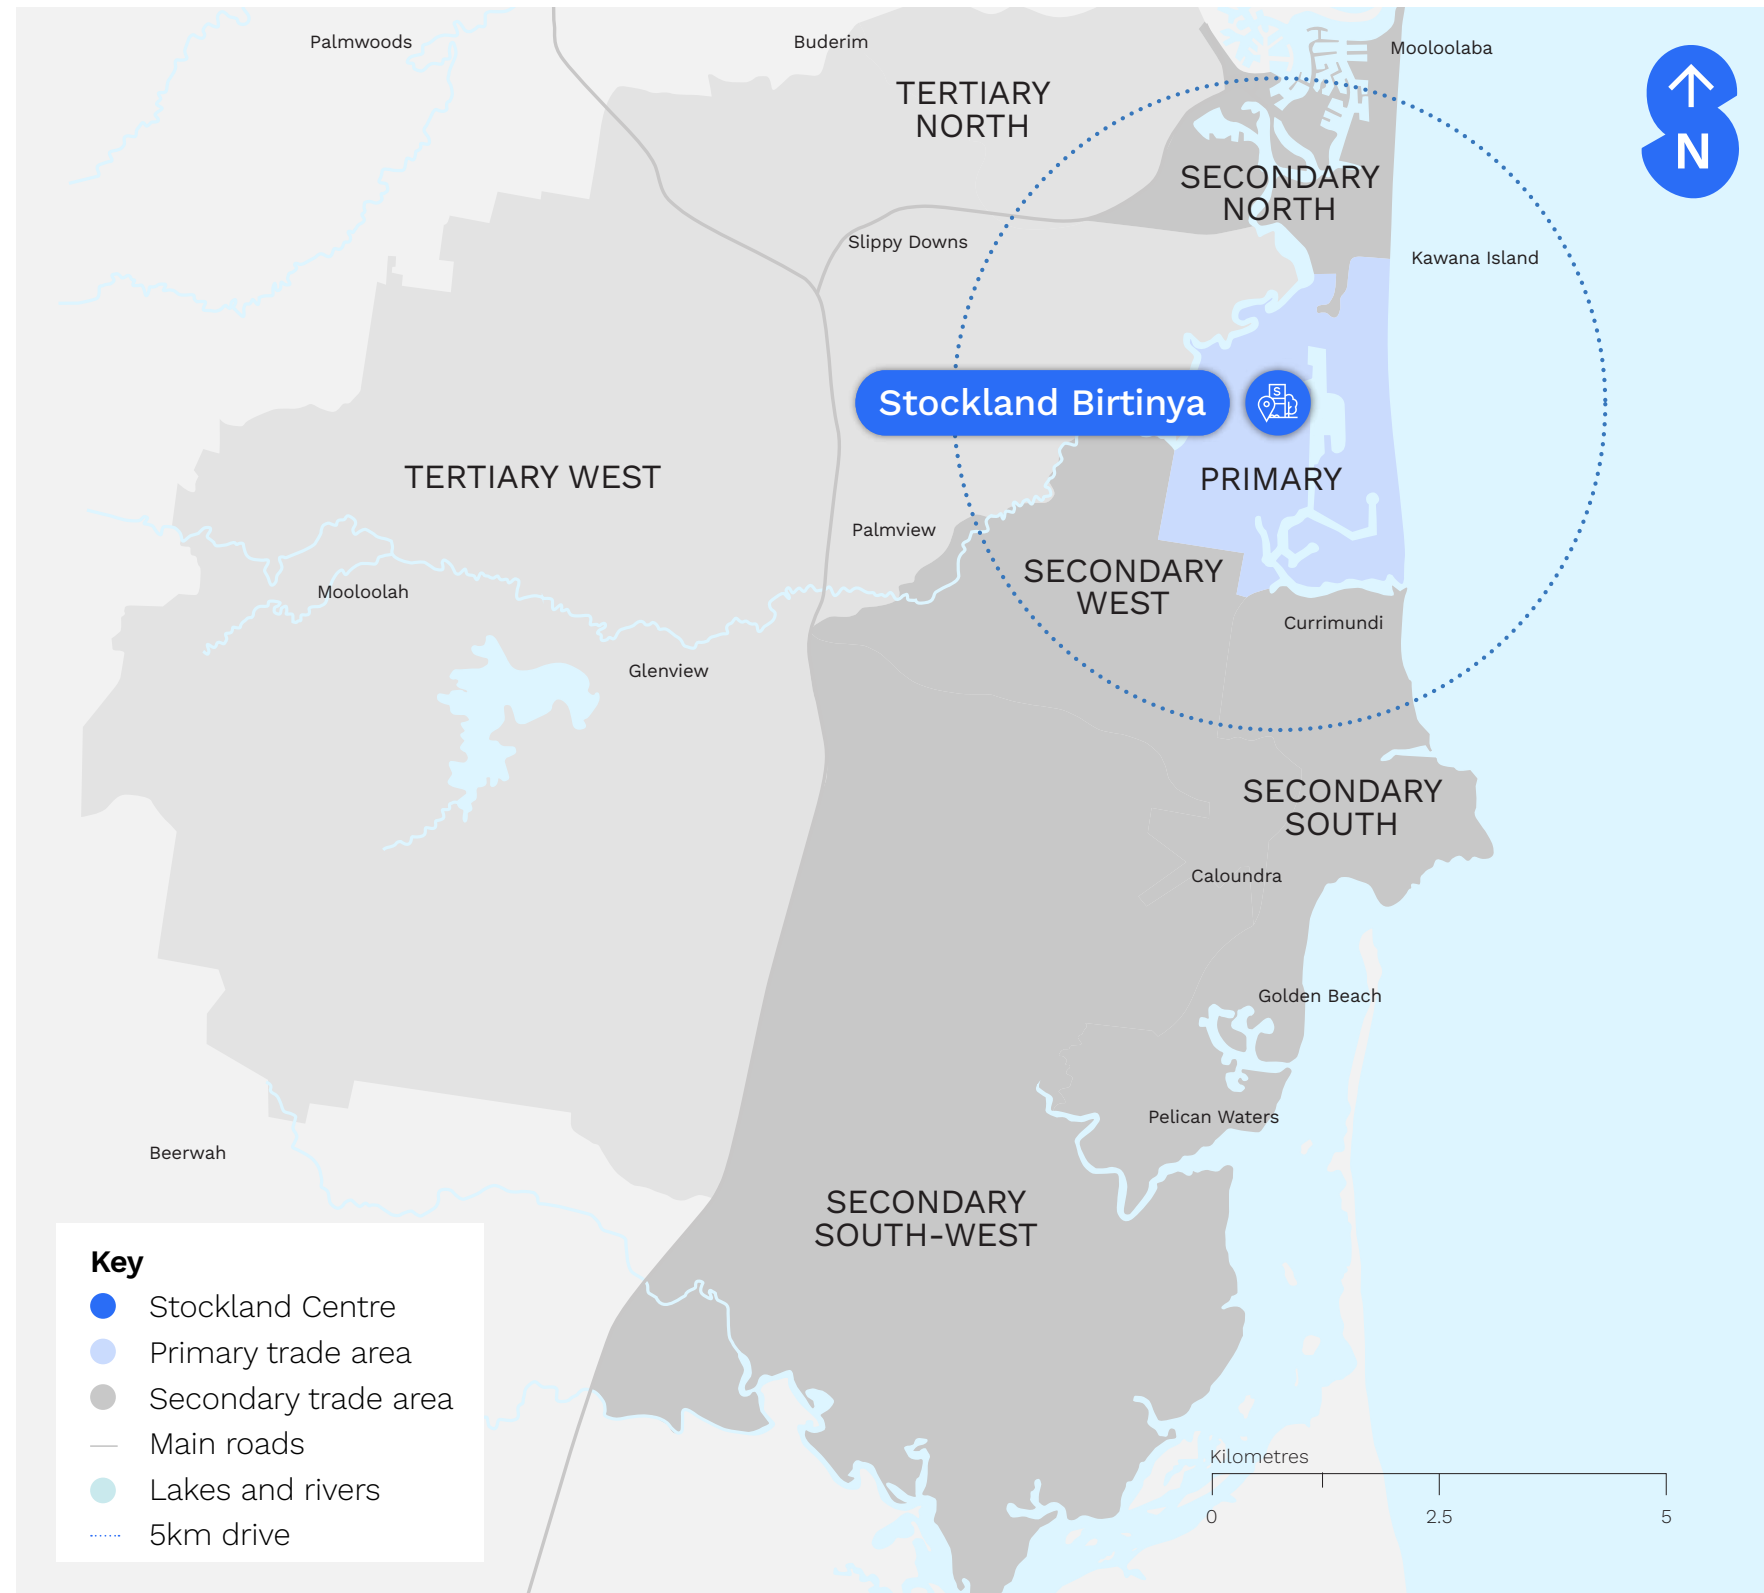 Palmwoods
Buderim
Mooloolaba
TERTIARY
NORTH
N
SECONDARY
NORTH
Slippy Downs
Kawana Island
Stockland Birtinya
S
TERTIARY WEST
PRIMARY
Palmview
SECONDARY
WEST
Mooloolah
Currimundi
Glenview
SECONDARY
SOUTH
Caloundra
Golden Beach
Pelican Waters
Beerwah
SECONDARY
SOUTH-WEST
Key
Stockland Centre
Primary trade area
Secondary trade area
Main roads
Lakes and rivers
5km drive
Kilometres
0 2.5 5